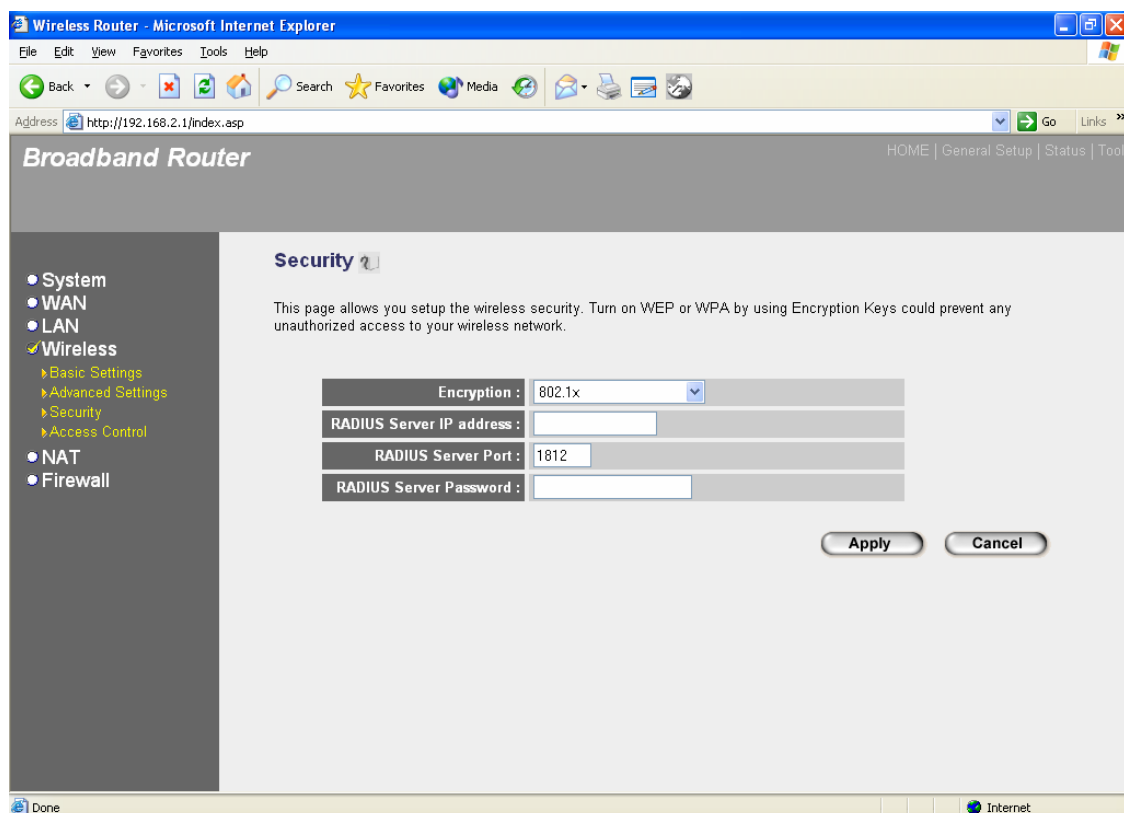 Wireless Router - Microsoft Internet Explorer
File Edit View Favorites Tools Help
Back Search Favorites Media
Address http://192.168.2.1/index.asp Go Links »
Broadband Router
HOME | General Setup | Status | Tool
Security
System
WAN
LAN
Wireless
Basic Settings
Advanced Settings
Security
Access Control
NAT
Firewall
This page allows you setup the wireless security. Turn on WEP or WPA by using Encryption Keys could prevent any
unauthorized access to your wireless network.
Encryption : 802.1x
RADIUS Server IP address :
RADIUS Server Port : 1812
RADIUS Server Password :
Apply Cancel
Done Internet